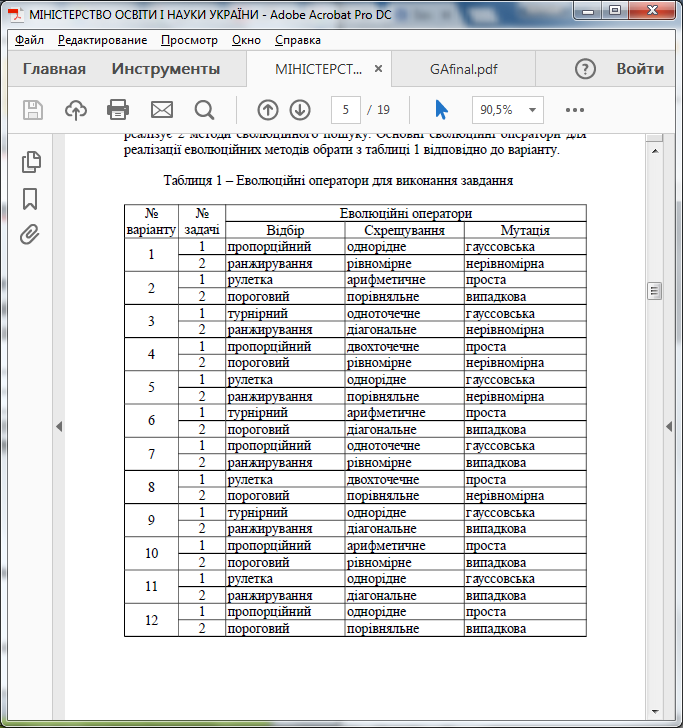 МІНІСТЕРСТВО ОСВІТИ І НАУКИ УКРАЇНИ - Adobe Acrobat Pro DC
Файл Редактирование Просмотр Окно Справка
Главная Инструменты МІНІСТЕРСТ... × GAfinal.pdf ? Войти
5 / 19 90,5%
реалізує 2 методи еволюційного пошуку. Основні еволюційні оператори для
реалізації еволюційних методів обрати з таблиці 1 відповідно до варіанту.
Таблиця 1 – Еволюційні оператори для виконання завдання
№ варіанту № задачі Еволюційні оператори
Відбір Схрещування Мутація
1 1 пропорційний однорідне гауссовська
2 ранжирування рівномірне нерівномірна
2 1 рулетка арифметичне проста
2 пороговий порівняльне випадкова
3 1 турнірний одноточечне гауссовська
2 ранжирування діагональне нерівномірна
4 1 пропорційний двохточечне проста
2 пороговий рівномірне нерівномірна
5 1 рулетка однорідне гауссовська
2 ранжирування порівняльне нерівномірна
6 1 турнірний арифметичне проста
2 пороговий діагональне випадкова
7 1 пропорційний одноточечне гауссовська
2 ранжирування рівномірне випадкова
8 1 рулетка двохточечне проста
2 пороговий порівняльне нерівномірна
9 1 турнірний однорідне гауссовська
2 ранжирування діагональне випадкова
10 1 пропорційний арифметичне проста
2 пороговий рівномірне випадкова
11 1 рулетка однорідне гауссовська
2 ранжирування діагональне випадкова
12 1 пропорційний однорідне проста
2 пороговий порівняльне випадкова